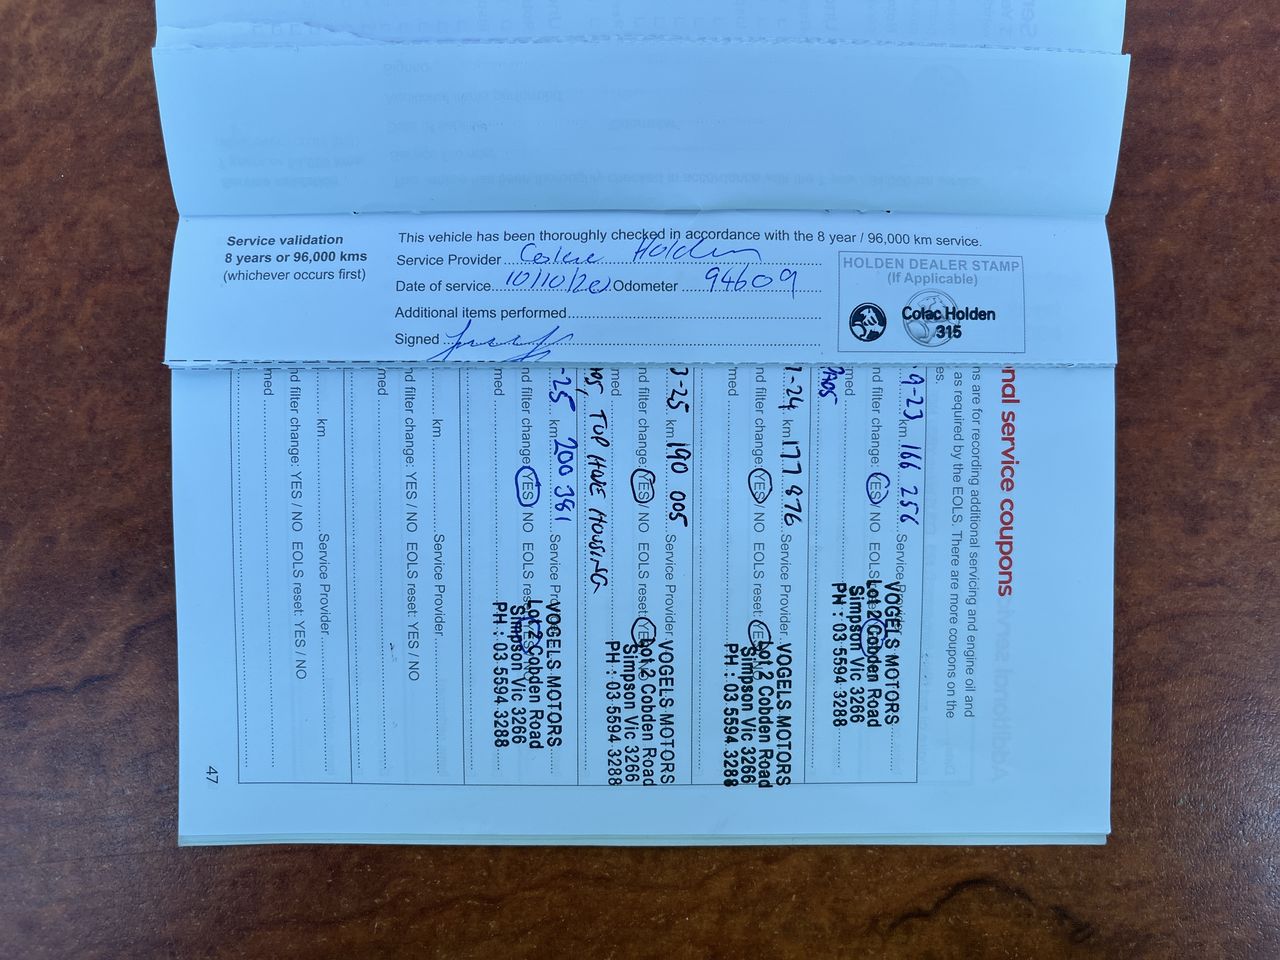 Service validation
8 years or 96,000 kms
(whichever occurs first)
This vehicle has been thoroughly checked in accordance with the 8 year / 96,000 km service.
Service Provider Colac Holden
Date of service 10/10/20 Odometer 94609
Additional items performed
Signed
HOLDEN DEALER STAMP
(If Applicable)
Colac Holden
315
nal service coupons
ns are for recording additional servicing and engine oil and
as required by the EOLS. There are more coupons on the
es.
9-23 km 166 256 Service Provider
nd filter change: YES / NO EOLS
med
VOGELS MOTORS
Lot 2 Cobden Road
Simpson Vic 3266
PH : 03 5594 3288
-24 km 177 876 Service Provider
nd filter change: YES / NO EOLS reset: YES
med
VOGELS MOTORS
Lot 2 Cobden Road
Simpson Vic 3266
PH : 03 5594 3288
3-25 km 190 005 Service Provider
nd filter change: YES / NO EOLS reset: YES
med
TOP HOSE HOUSING
VOGELS MOTORS
Lot 2 Cobden Road
Simpson Vic 3266
PH : 03 5594 3288
-25 km 200 381 Service Pro
nd filter change: YES / NO EOLS res
med
VOGELS MOTORS
Lot 2 Cobden Road
Simpson Vic 3266
PH : 03 5594 3288
km Service Provider
nd filter change: YES / NO EOLS reset: YES / NO
med
km Service Provider
nd filter change: YES / NO EOLS reset: YES / NO
med
47